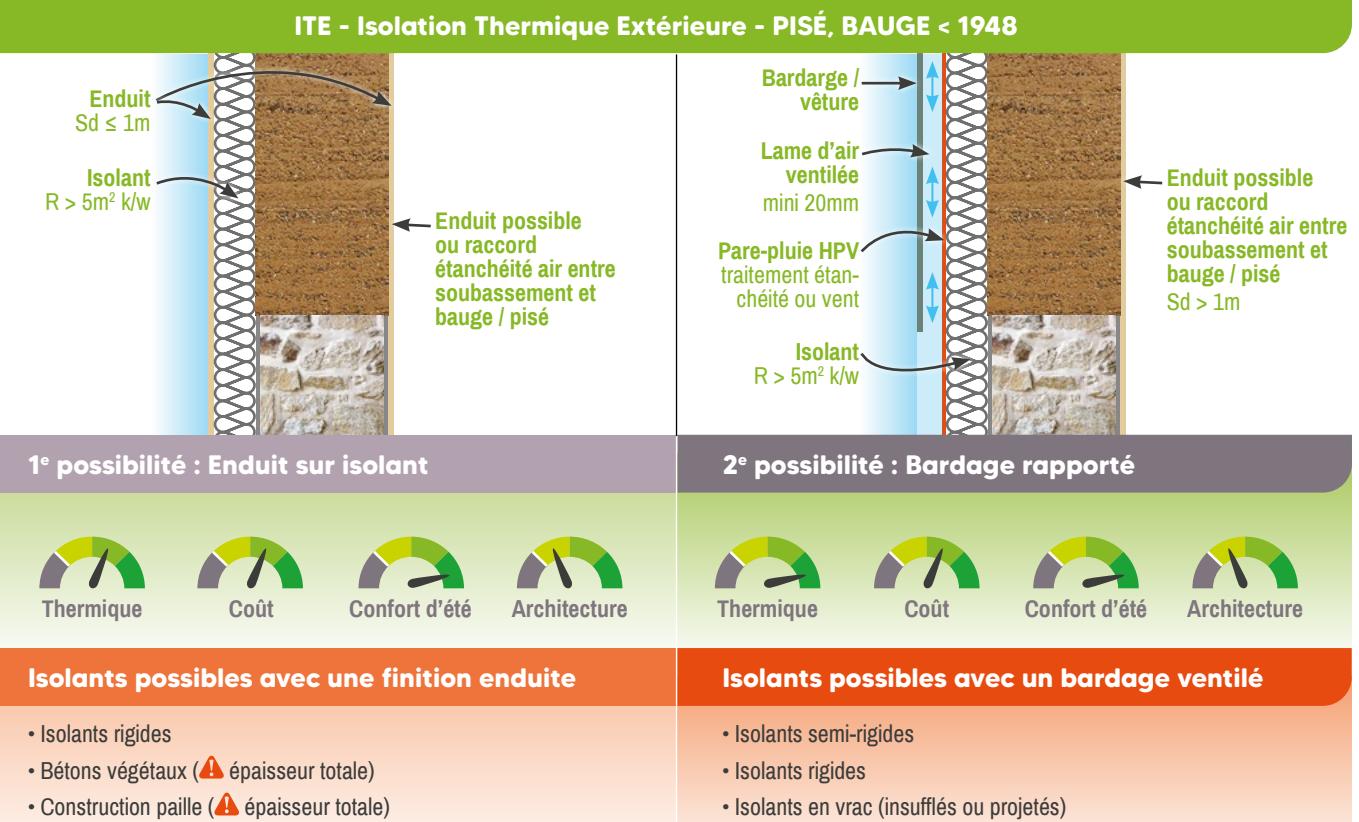 ITE - Isolation Thermique Extérieure - PISÉ, BAUGE < 1948
Enduit
Sd ≤ 1m
Isolant
R > 5m² k/w
Enduit possible
ou raccord
étanchéité air entre
soubassement et
bauge / pisé
Bardarge /
vêture
Lame d'air
ventilée
mini 20mm
Pare-pluie HPV
traitement étan-
chéité ou vent
Isolant
R > 5m² k/w
Enduit possible
ou raccord
étanchéité air entre
soubassement et
bauge / pisé
Sd > 1m
1e possibilité : Enduit sur isolant
Thermique
Coût
Confort d'été
Architecture
Isolants possibles avec une finition enduite
• Isolants rigides
• Bétons végétaux (⚠ épaisseur totale)
• Construction paille (⚠ épaisseur totale)
2e possibilité : Bardage rapporté
Thermique
Coût
Confort d'été
Architecture
Isolants possibles avec un bardage ventilé
• Isolants semi-rigides
• Isolants rigides
• Isolants en vrac (insufflés ou projetés)